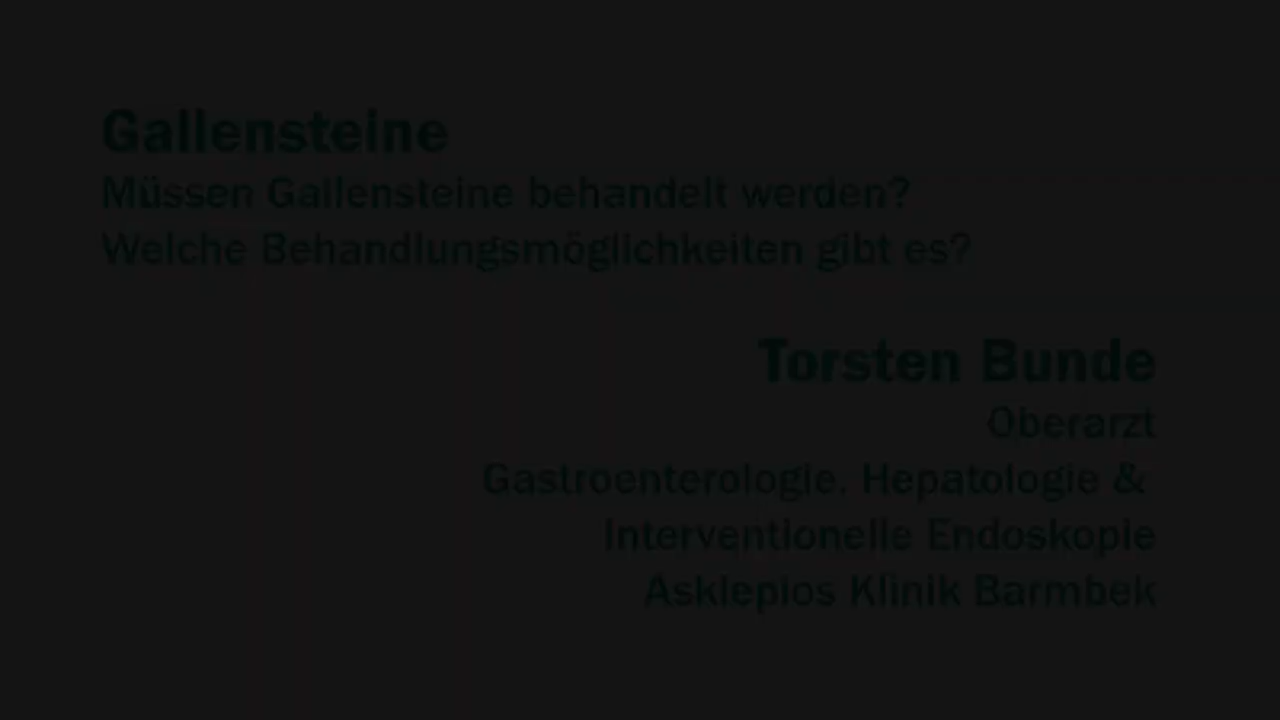 Gallensteine
Müssen Gallensteine behandelt werden?
Welche Behandlungsmöglichkeiten gibt es?
Torsten Bunde
Oberarzt
Gastroenterologie, Hepatologie &
Interventionelle Endoskopie
Asklepios Klinik Barmbek